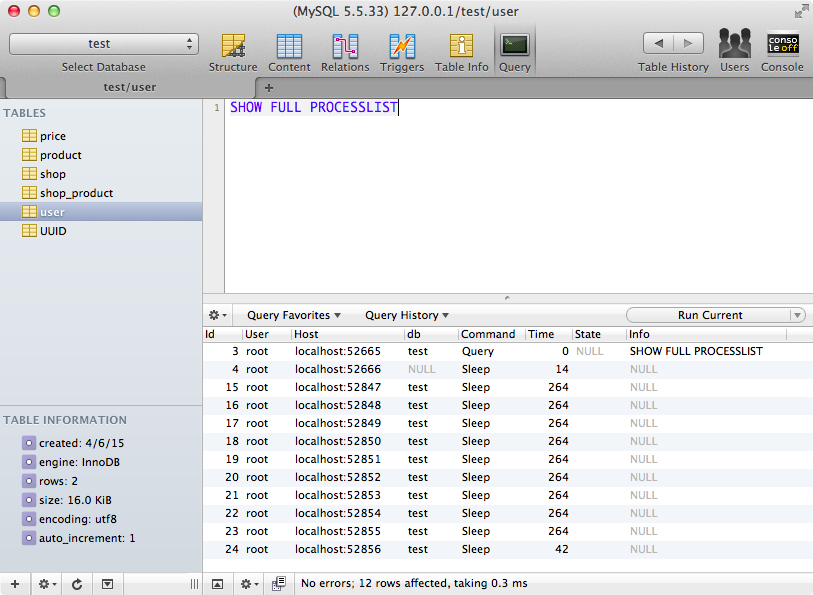 (MySQL 5.5.33) 127.0.0.1/test/user
test
Select Database
Structure Content Relations Triggers Table Info Query
Table History Users Console
conso
le off
test/user
TABLES
price
product
shop
shop_product
user
UUID
TABLE INFORMATION
created: 4/6/15
engine: InnoDB
rows: 2
size: 16.0 KiB
encoding: utf8
auto_increment: 1
1 SHOW FULL PROCESSLIST
Query Favorites Query History Run Current
Id User Host db Command Time State Info
3 root localhost:52665 test Query 0 NULL SHOW FULL PROCESSLIST
4 root localhost:52666 NULL Sleep 14 NULL
15 root localhost:52847 test Sleep 264 NULL
16 root localhost:52848 test Sleep 264 NULL
17 root localhost:52849 test Sleep 264 NULL
18 root localhost:52850 test Sleep 264 NULL
19 root localhost:52851 test Sleep 264 NULL
20 root localhost:52852 test Sleep 264 NULL
21 root localhost:52853 test Sleep 264 NULL
22 root localhost:52854 test Sleep 264 NULL
23 root localhost:52855 test Sleep 264 NULL
24 root localhost:52856 test Sleep 42 NULL
No errors; 12 rows affected, taking 0.3 ms